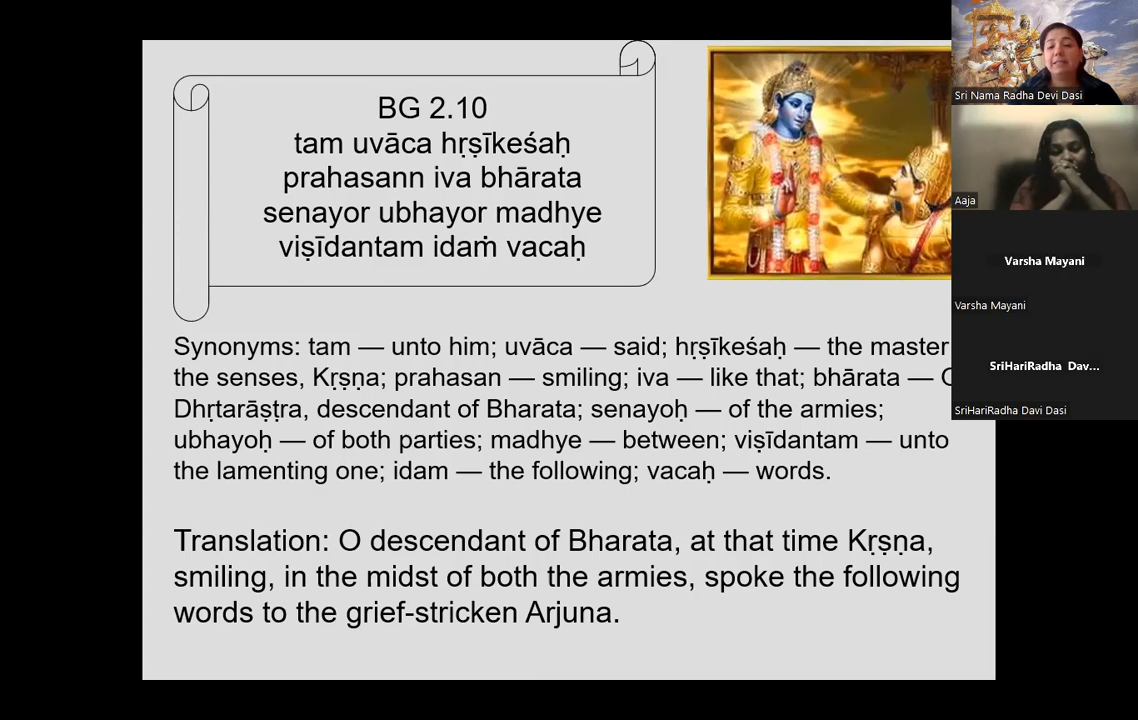 BG 2.10
tam uvāca hṛṣīkeśaḥ
prahasann iva bhārata
senayor ubhayor madhye
viṣīdantam idaṁ vacaḥ
Synonyms: tam — unto him; uvāca — said; hṛṣīkeśaḥ — the master
the senses, Kṛṣṇa; prahasan — smiling; iva — like that; bhārata —
Dhṛtarāṣṭra, descendant of Bharata; senayoḥ — of the armies;
ubhayoḥ — of both parties; madhye — between; viṣīdantam — unto
the lamenting one; idam — the following; vacaḥ — words.
Translation: O descendant of Bharata, at that time Kṛṣṇa,
smiling, in the midst of both the armies, spoke the following
words to the grief-stricken Arjuna.
Sri Nama Radha Devi Dasi
Aaja
Varsha Mayani
Varsha Mayani
SriHariRadha Dav...
SriHariRadha Davi Dasi